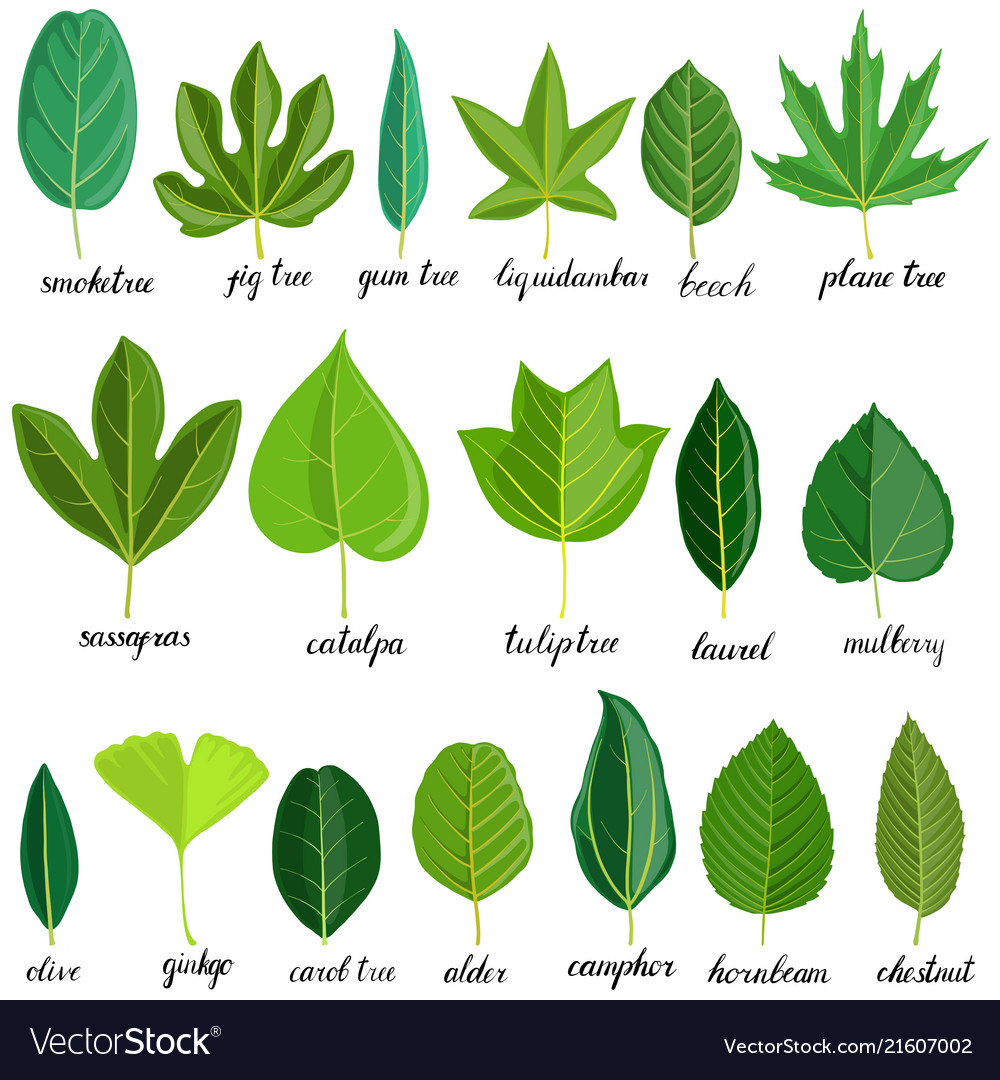 smoketree fig tree gum tree liquidambar beech plane tree
sassafras catalpa tuliptree laurel mulberry
olive ginkgo carob tree alder camphor hornbeam chestnut
VectorStock® VectorStock.com/21607002